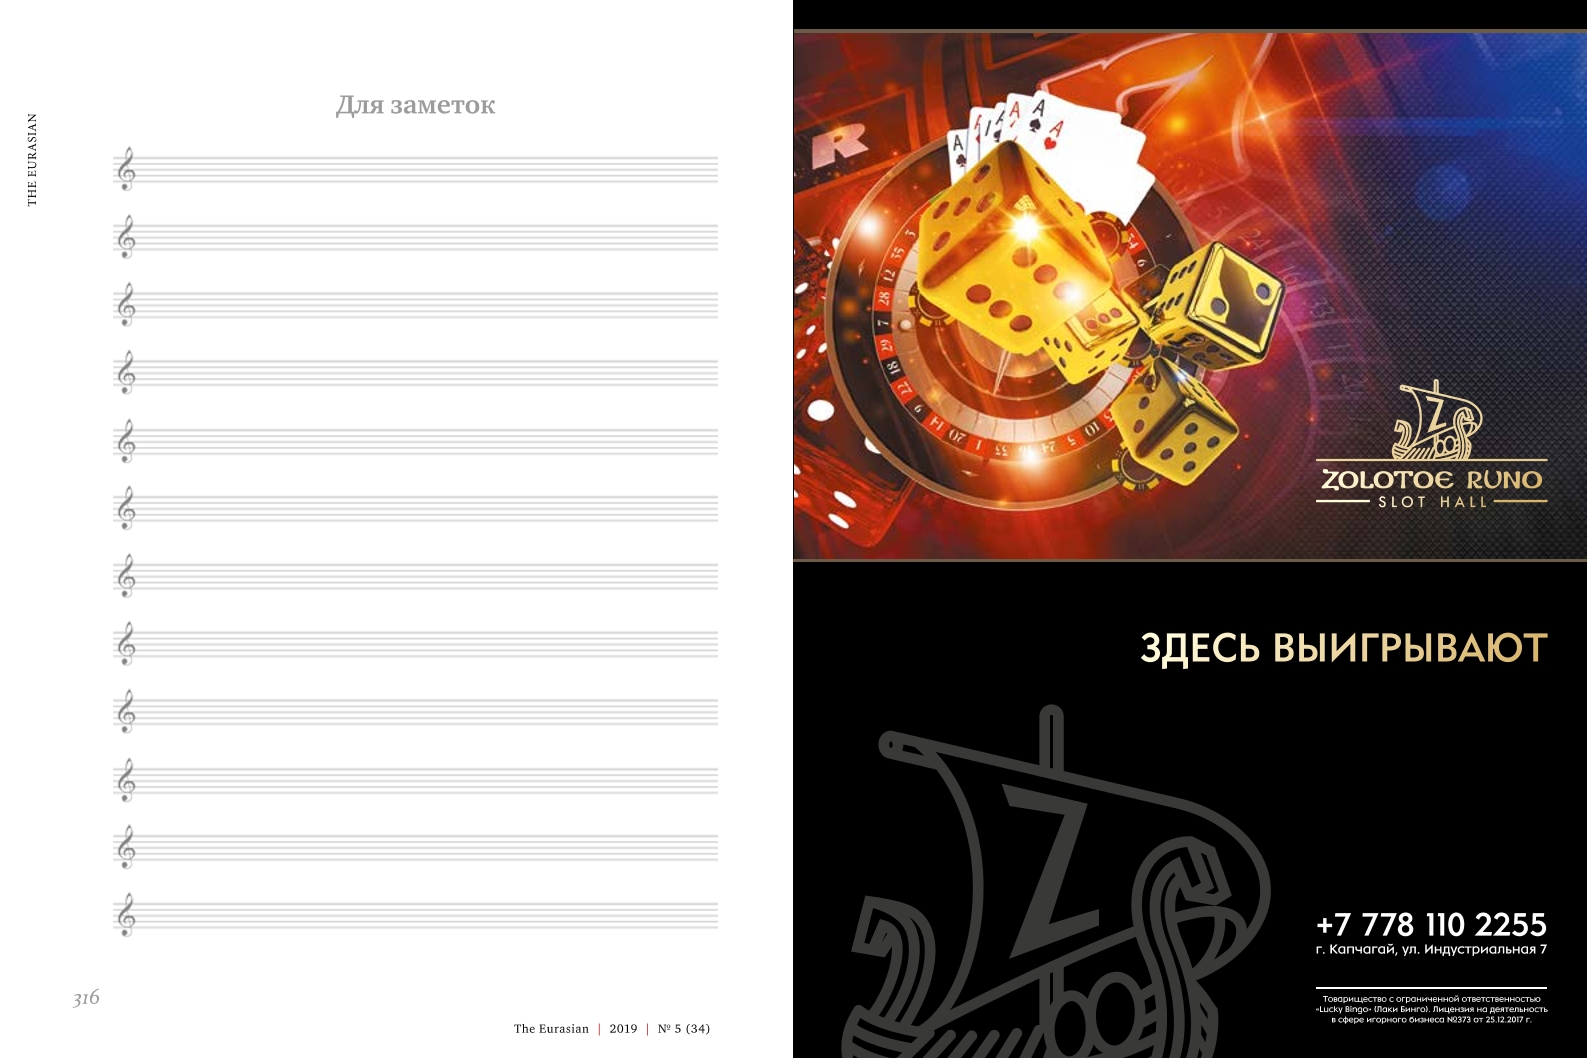 THE EURASIAN
Для заметок
316
The Eurasian | 2019 | № 5 (34)
R
ZOLOTOE RUNO
SLOT HALL
ЗДЕСЬ ВЫИГРЫВАЮТ
Z
+7 778 110 2255
г. Капчагай, ул. Индустриальная 7
Товарищество с ограниченной ответственностью
«Lucky Bingo» (Лаки Бинго). Лицензия на деятельность
в сфере игорного бизнеса №373 от 25.12.2017 г.